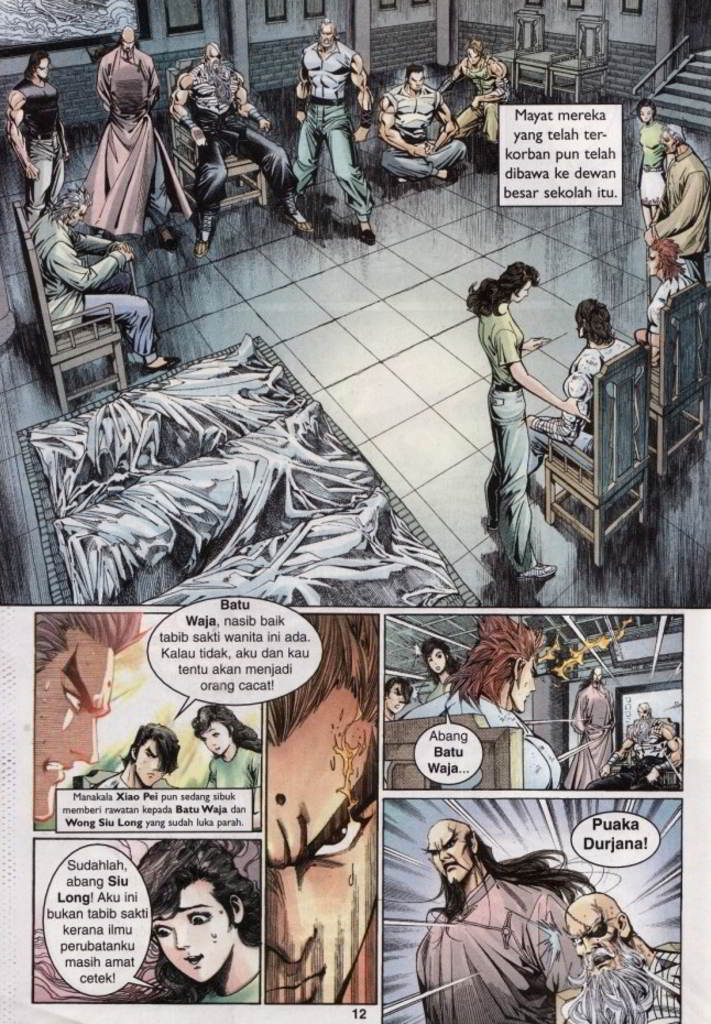 Mayat mereka
yang telah ter-
korban pun telah
dibawa ke dewan
besar sekolah itu.
Batu
Waja, nasib baik
tabib sakti wanita ini ada.
Kalau tidak, aku dan kau
tentu akan menjadi
orang cacat!
Manakala Xiao Pei pun sedang sibuk
memberi rawatan kepada Batu Waja dan
Wong Siu Long yang sudah luka parah.
Sudahlah,
abang Siu
Long! Aku ini
bukan tabib sakti
kerana ilmu
perubatanku
masih amat
cetek!
Abang
Batu
Waja...
Puaka
Durjana!
12